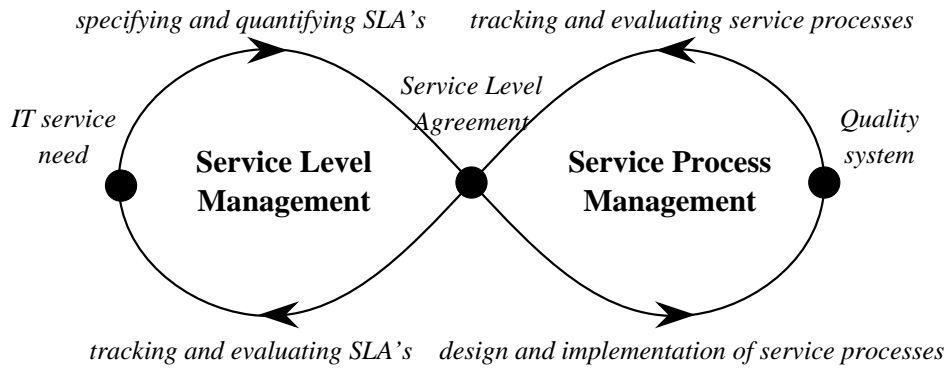 specifying and quantifying SLA's
tracking and evaluating service processes
Service Level
Agreement
IT service
need
Quality
system
Service Level
Management
Service Process
Management
tracking and evaluating SLA's
design and implementation of service processes